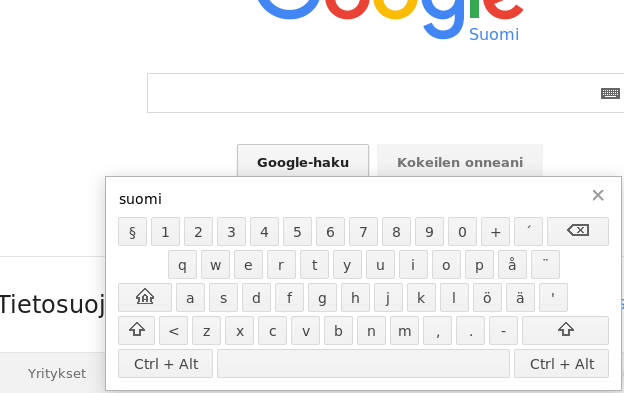 Google
Suomi
Google-haku Kokeilen onneani
suomi
§ 1 2 3 4 5 6 7 8 9 0 + ´
q w e r t y u i o p å ¨
a s d f g h j k l ö ä '
< z x c v b n m , . -
Ctrl + Alt Ctrl + Alt
Tietosuoj
Yritykset